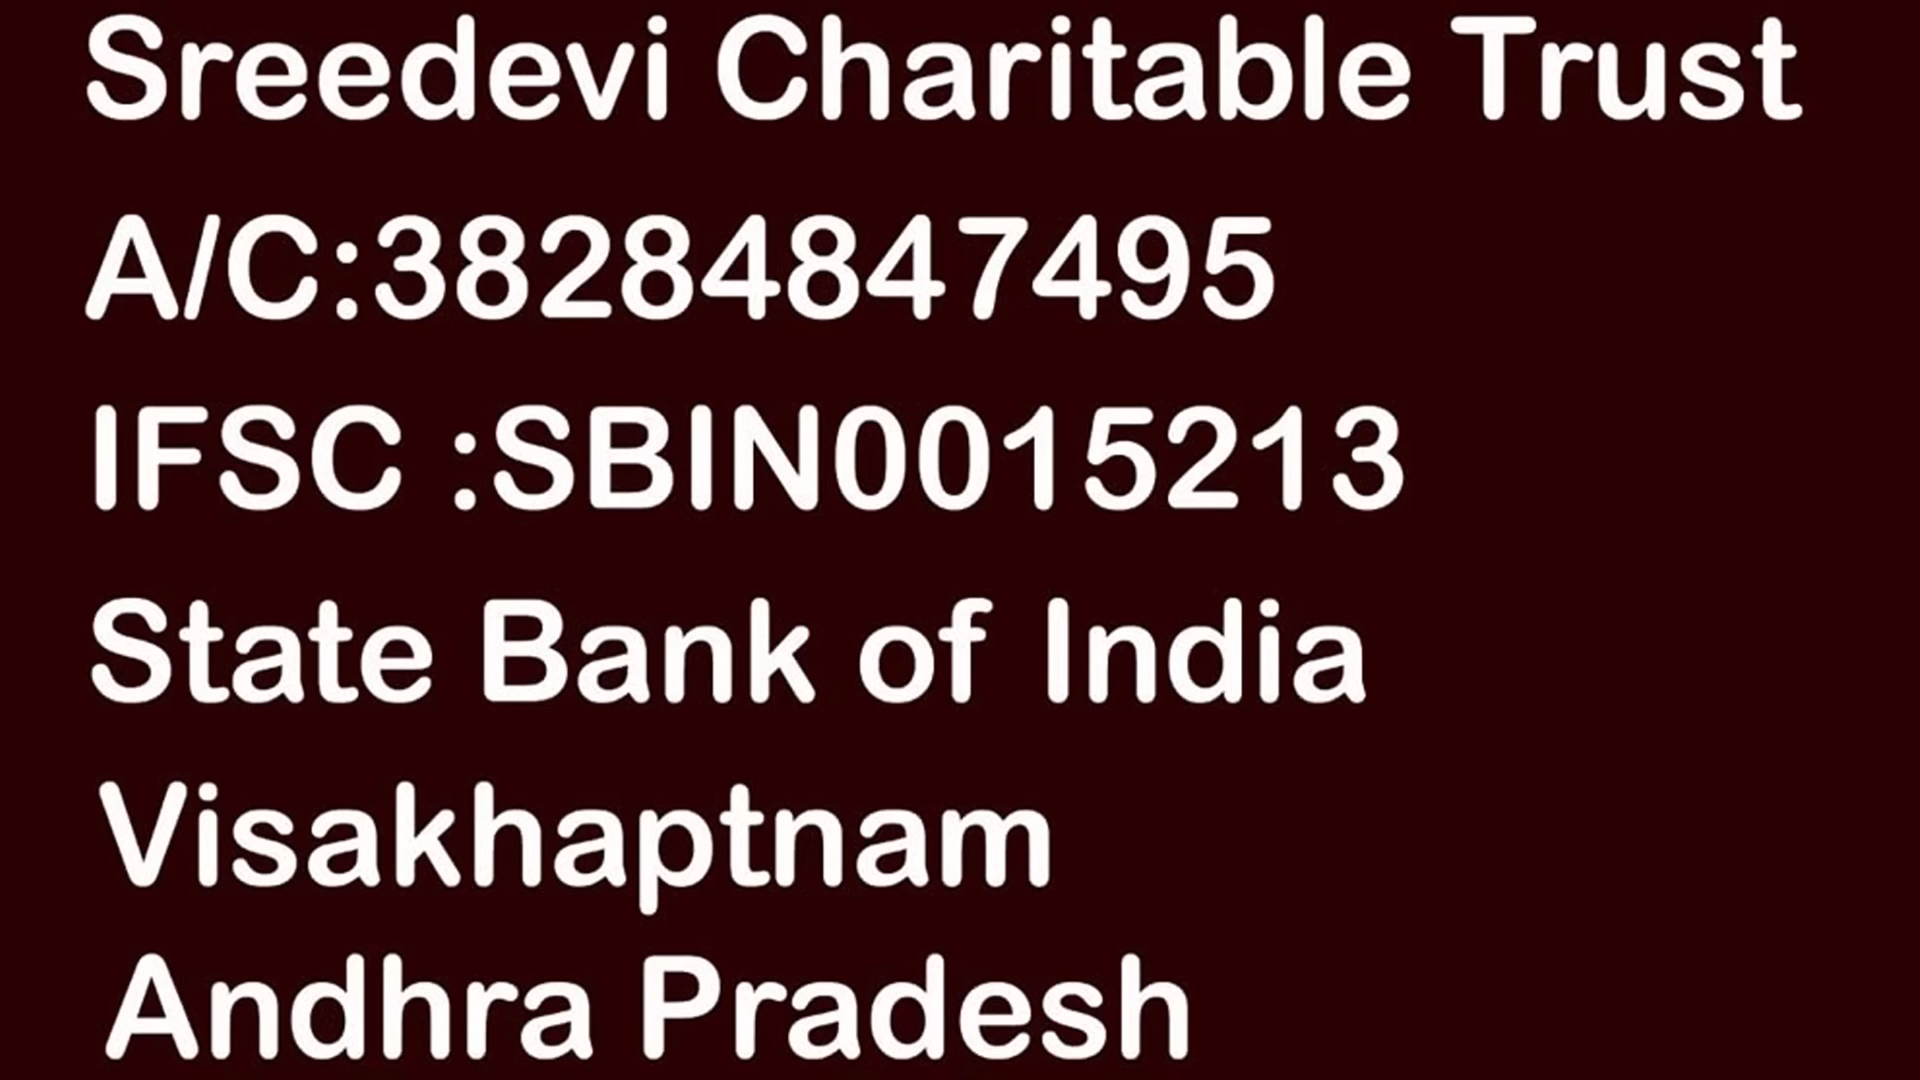 Sreedevi Charitable Trust
A/C:38284847495
IFSC :SBIN0015213
State Bank of India
Visakhaptnam
Andhra Pradesh